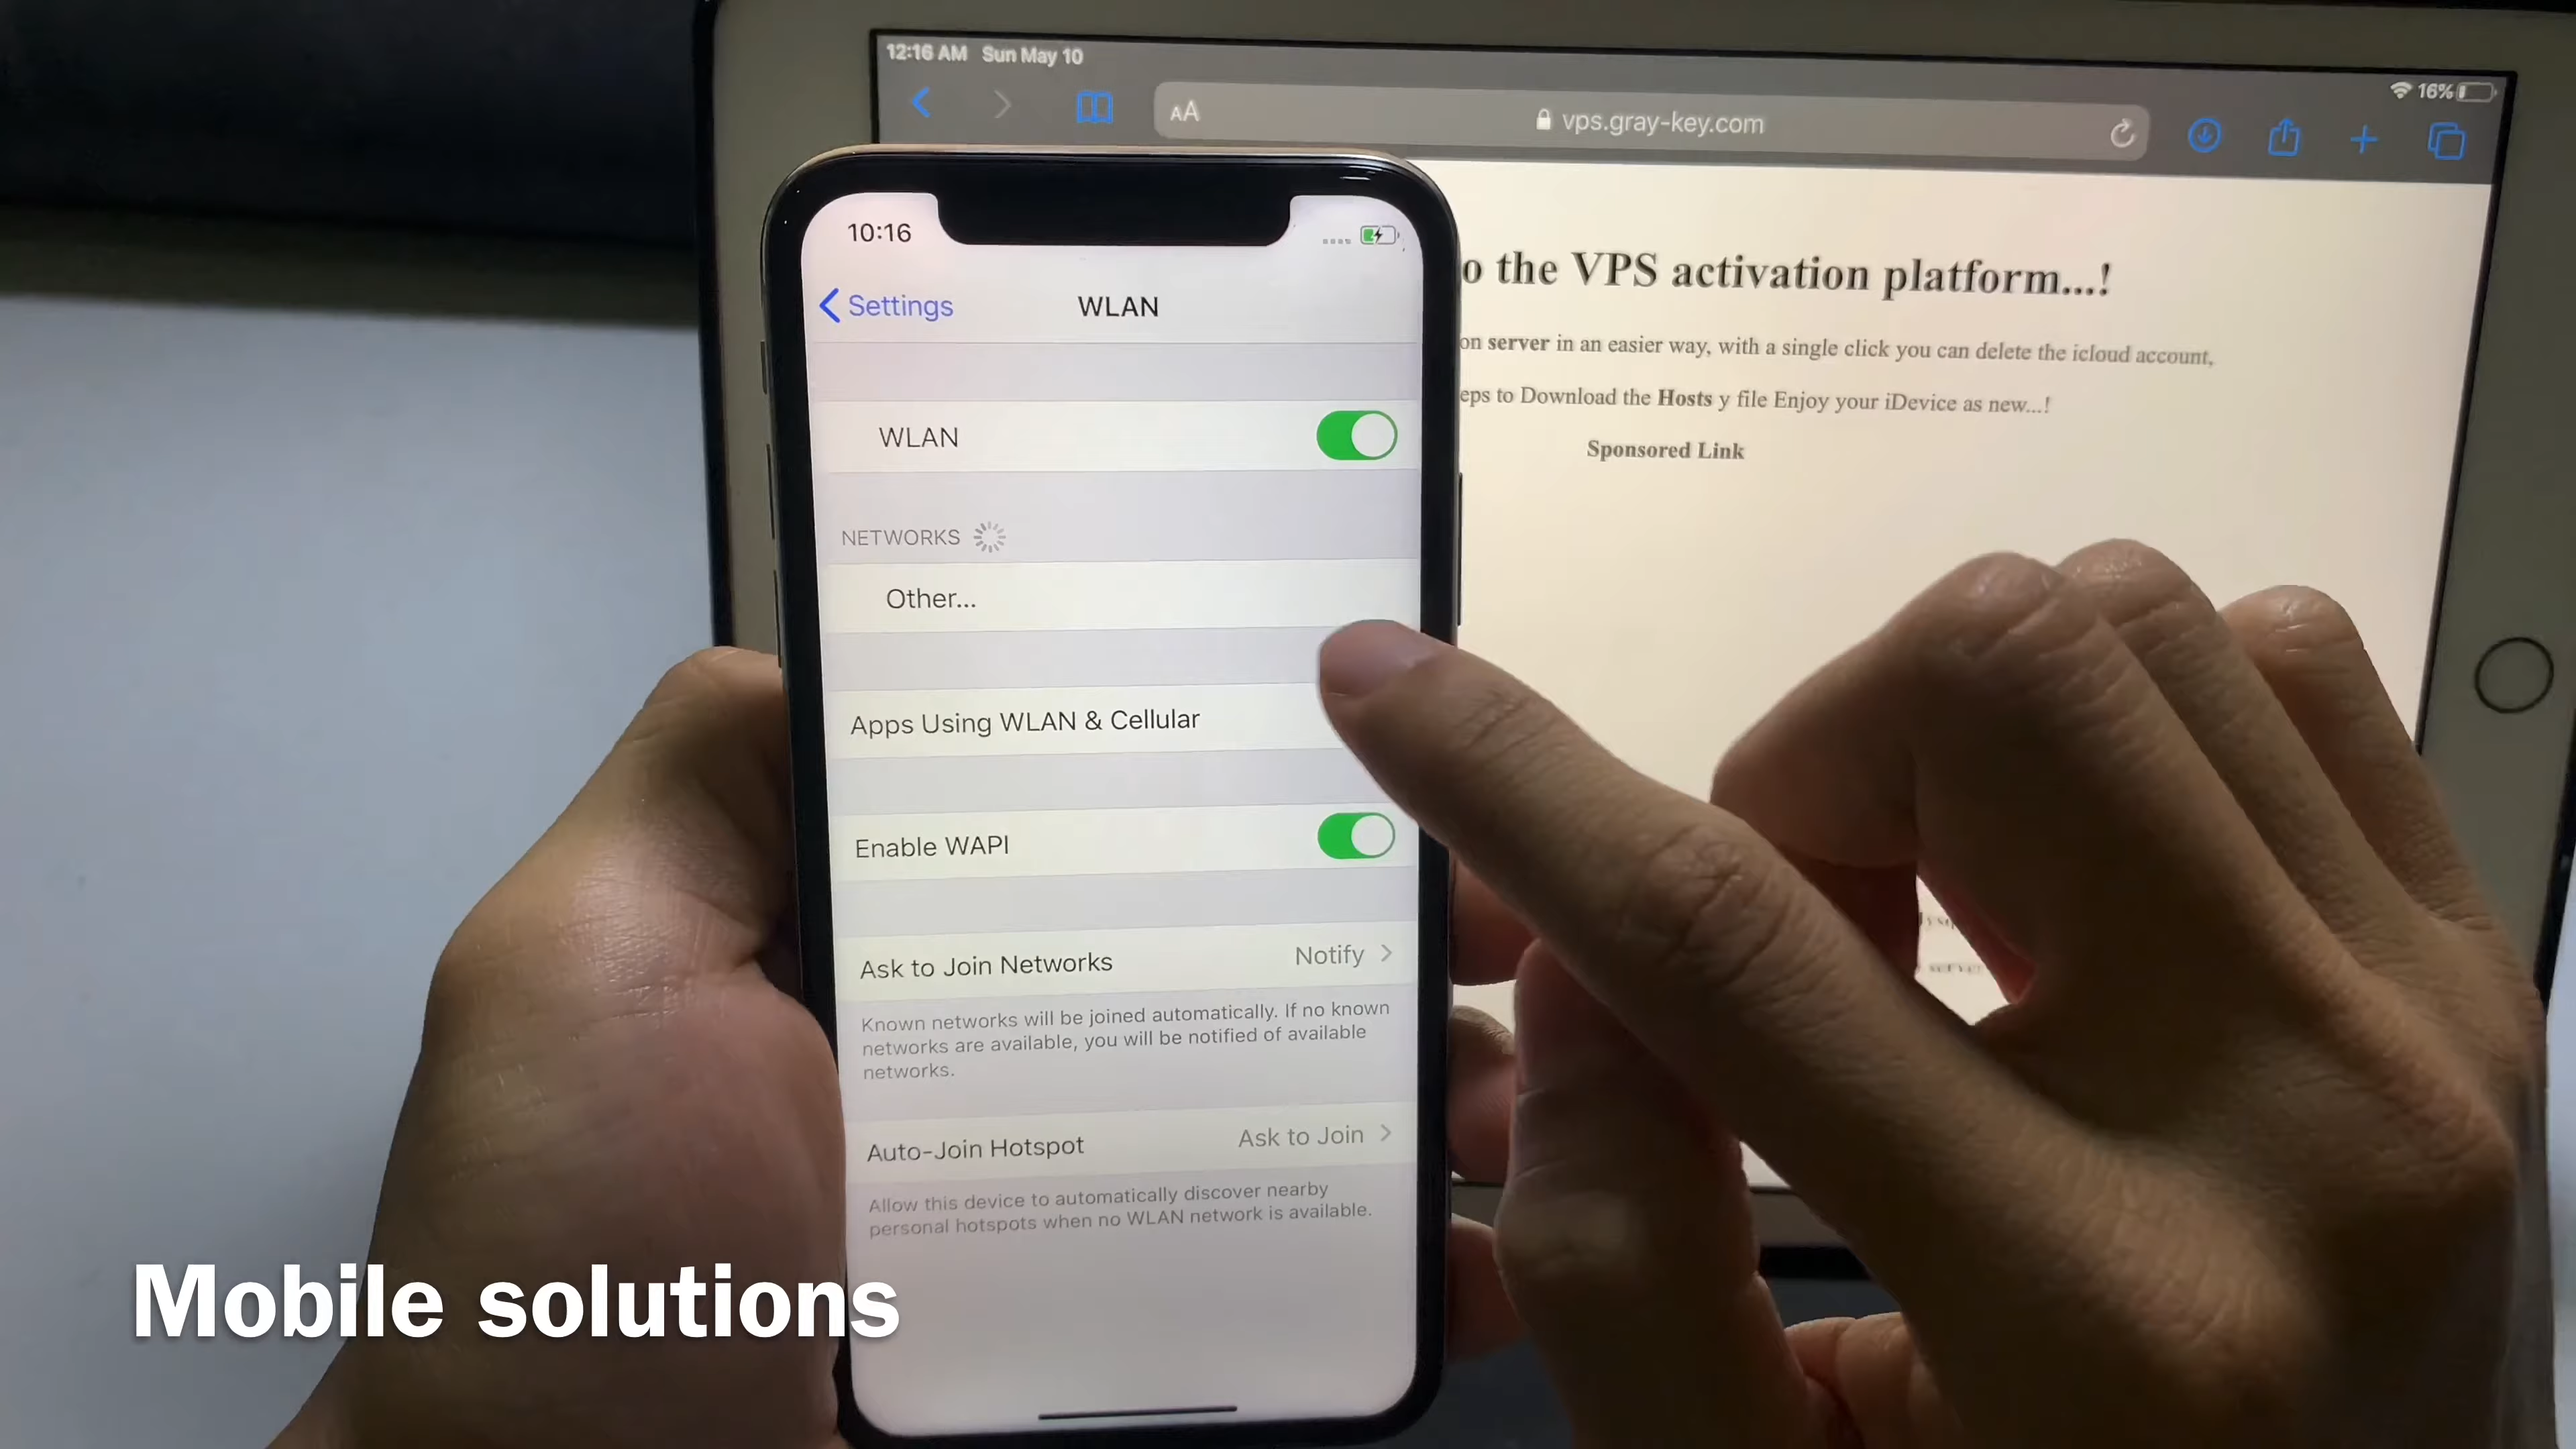 12:16 AM Sun May 10
16%
AA
vps.gray-key.com
o the VPS activation platform...!
on server in an easier way, with a single click you can delete the icloud account,
eps to Download the Hosts y file Enjoy your iDevice as new...!
Sponsored Link
10:16
Settings
WLAN
WLAN
NETWORKS
Other...
Apps Using WLAN & Cellular
Enable WAPI
Ask to Join Networks Notify
Known networks will be joined automatically. If no known
networks are available, you will be notified of available
networks.
Auto-Join Hotspot Ask to Join
Allow this device to automatically discover nearby
personal hotspots when no WLAN network is available.
Mobile solutions